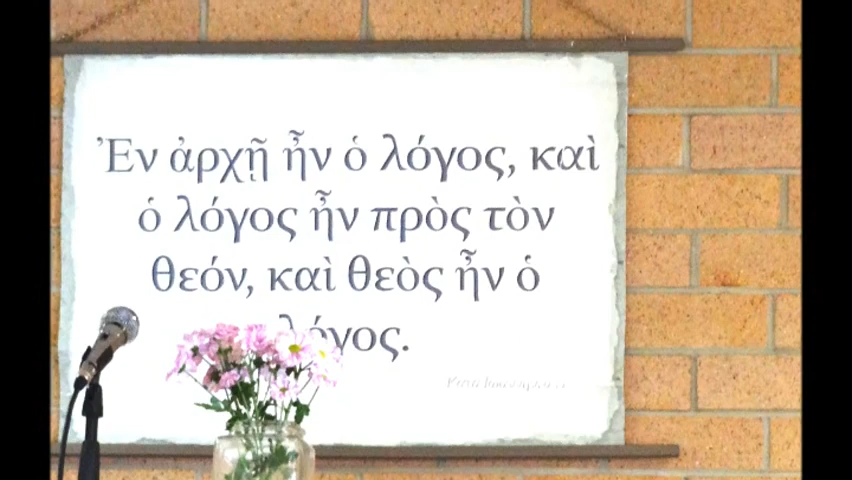 Ἐν ἀρχῇ ἦν ὁ λόγος, καὶ
ὁ λόγος ἦν πρὸς τὸν
θεόν, καὶ θεὸς ἦν ὁ
λόγος.